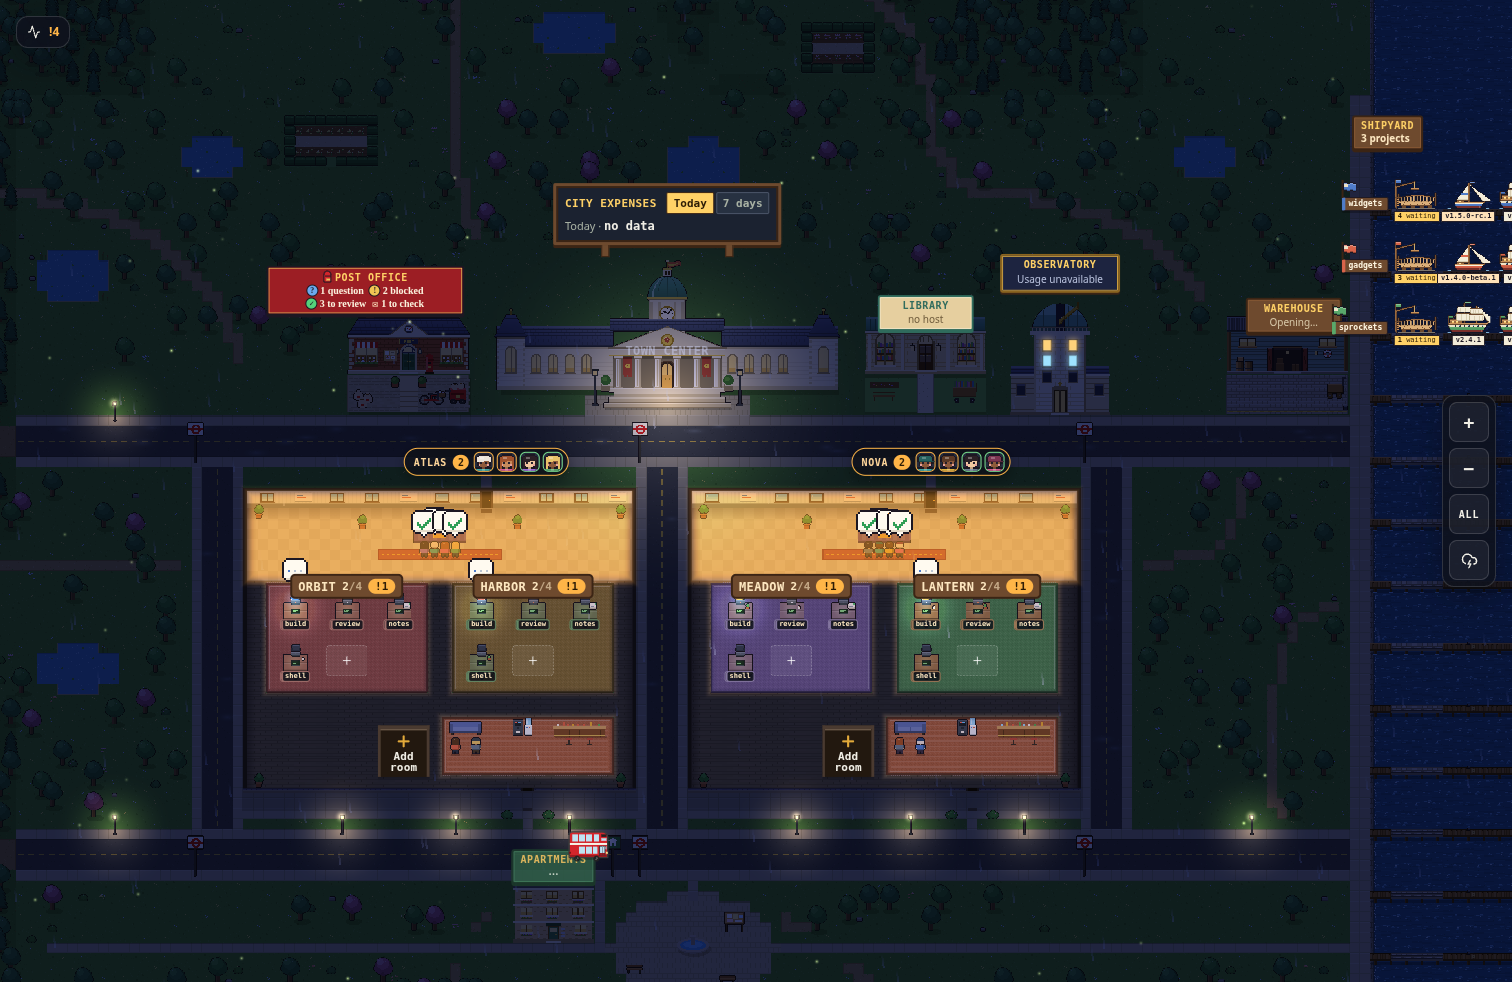 !4
SHIPYARD
3 projects
CITY EXPENSES Today 7 days
Today · no data
widgets
4 waiting v1.5.0-rc.1
gadgets
3 waiting v1.4.0-beta.1
sprockets
1 waiting v2.4.1
POST OFFICE
? 1 question ! 2 blocked
✓ 3 to review ✉ 1 to check
OBSERVATORY
Usage unavailable
LIBRARY
no host
WAREHOUSE
Opening...
TOWN CENTER
+
−
ALL
ATLAS 2
NOVA 2
ORBIT 2/4 !1
HARBOR 2/4 !1
MEADOW 2/4 !1
LANTERN 2/4 !1
build review notes
build review notes
build review notes
build review notes
shell +
shell +
shell +
shell +
+
Add
room
+
Add
room
APARTMENTS
...